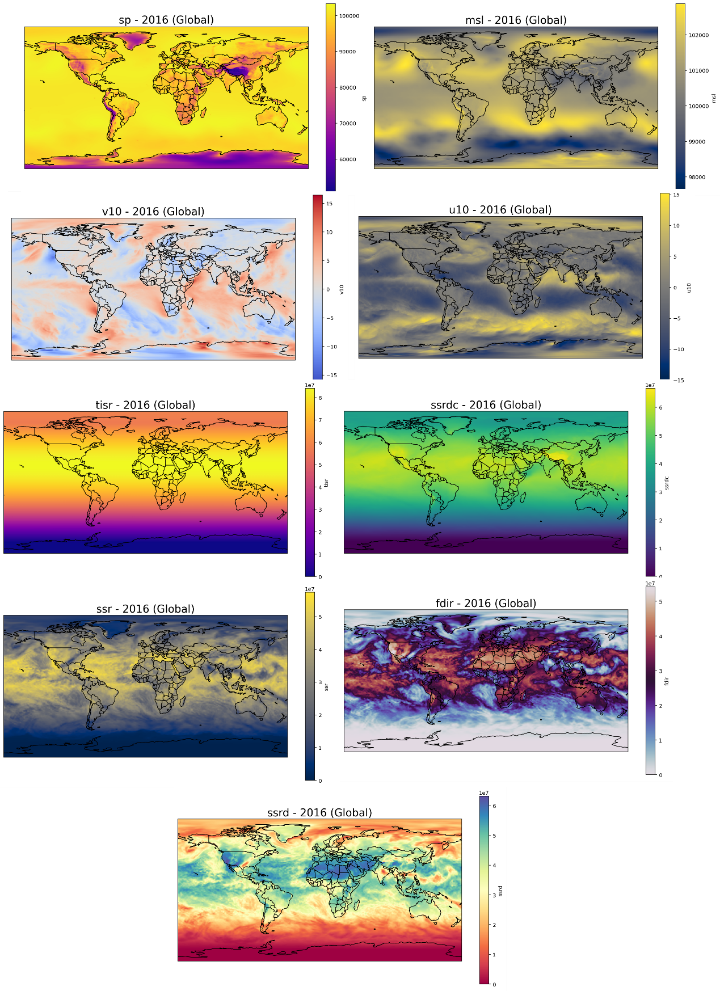 sp - 2016 (Global)
100000
90000
80000
70000
60000
sp
msl - 2016 (Global)
102000
101000
100000
99000
98000
msl
v10 - 2016 (Global)
15
10
5
0
−5
−10
−15
v10
u10 - 2016 (Global)
15
10
5
0
−5
−10
−15
u10
tisr - 2016 (Global)
1e7
8
7
6
5
4
3
2
1
0
tisr
ssrdc - 2016 (Global)
1e7
6
5
4
3
2
1
0
ssrdc
ssr - 2016 (Global)
1e7
5
4
3
2
1
0
ssr
fdir - 2016 (Global)
1e7
5
4
3
2
1
0
fdir
ssrd - 2016 (Global)
1e7
6
5
4
3
2
1
0
ssrd